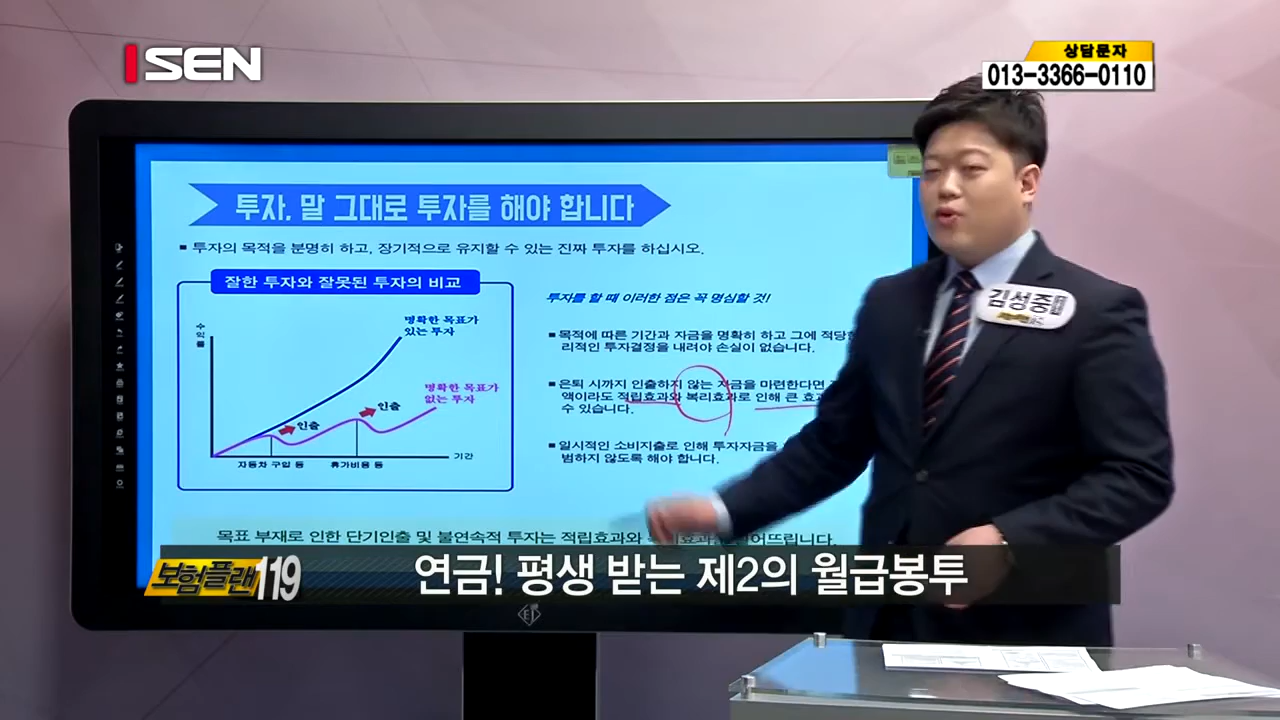 SEN
상담문자
013-3366-0110
투자, 말 그대로 투자를 해야 합니다
■ 투자의 목적을 분명히 하고, 장기적으로 유지할 수 있는 진짜 투자를 하십시오.
잘한 투자와 잘못된 투자의 비교
수익률
명확한 목표가
있는 투자
명확한 목표가
없는 투자
인출
인출
자동차 구입 등
휴가비용 등
기간
투자를 할 때 이러한 점은 꼭 명심할 것!
■ 목적에 따른 기간과 자금을 명확히 하고 그에 적당한
리적인 투자결정을 내려야 손실이 없습니다.
■ 은퇴 시까지 인출하지 않는 자금을 마련한다면
액이라도 적립효과와 복리효과로 인해 큰 효과
수 있습니다.
■ 일시적인 소비지출로 인해 투자자금을
범하지 않도록 해야 합니다.
목표 부재로 인한 단기인출 및 불연속적 투자는 적립효과와 복리효과 떨어뜨립니다.
김성중
보험플랜119
연금! 평생 받는 제2의 월급봉투